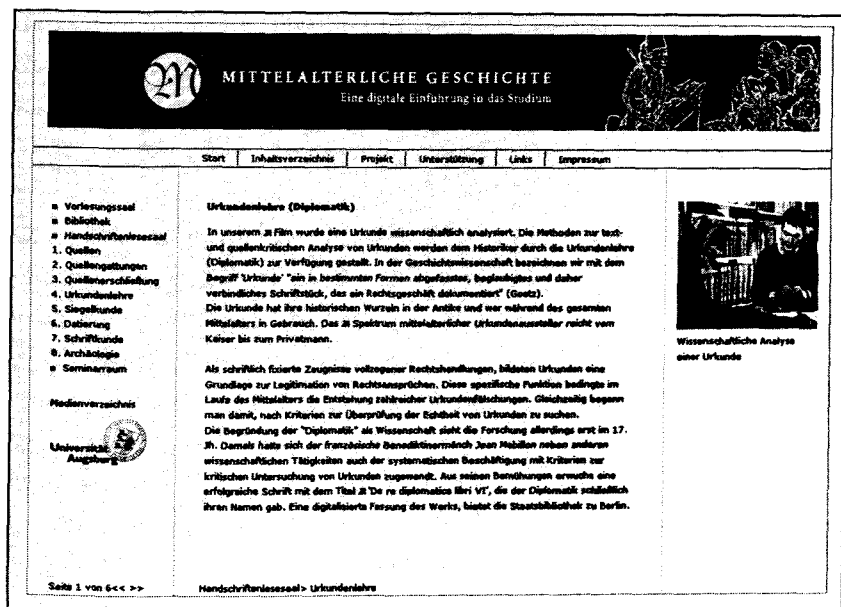 MITTELALTERLICHE GESCHICHTE
Eine digitale Einführung in das Studium
Start
Inhaltsverzeichnis
Projekt
Unterstützung
Links
Impressum
Vorlesungssaal
Bibliothek
Handschriftenlesesaal
1. Quellen
2. Quellengattungen
3. Quellenerschließung
4. Urkundenlehre
5. Siegelkunde
6. Datierung
7. Schriftkunde
8. Archäologie
Seminarraum
Medienverzeichnis
Universität
Augsburg
Urkundenlehre (Diplomatik)
In unserem Film wurde eine Urkunde wissenschaftlich analysiert. Die Methoden zur text-
und quellenkritischen Analyse von Urkunden werden dem Historiker durch die Urkundenlehre
(Diplomatik) zur Verfügung gestellt. In der Geschichtswissenschaft bezeichnen wir mit dem
Begriff 'Urkunde' "ein in bestimmten Formen abgefasstes, beglaubigtes und daher
verbindliches Schriftstück, das ein Rechtsgeschäft dokumentiert" (Goetz).
Die Urkunde hat ihre historischen Wurzeln in der Antike und war während des gesamten
Mittelalters in Gebrauch. Das Spektrum mittelalterlicher Urkundenaussteller reicht vom
Kaiser bis zum Privatmann.
Als schriftlich fixierte Zeugnisse vollzogener Rechtshandlungen, bildeten Urkunden eine
Grundlage zur Legitimation von Rechtsansprüchen. Diese spezifische Funktion bedingte im
Laufe des Mittelalters die Entstehung zahlreicher Urkundenfälschungen. Gleichzeitig begann
man damit, nach Kriterien zur Überprüfung der Echtheit von Urkunden zu suchen.
Die Begründung der "Diplomatik" als Wissenschaft sieht die Forschung allerdings erst im 17.
Jh. Damals hatte sich der französische Benediktinermönch Jean Mabillon neben anderen
wissenschaftlichen Tätigkeiten auch der systematischen Beschäftigung mit Kriterien zur
kritischen Untersuchung von Urkunden zugewandt. Aus seinen Bemühungen erwuchs eine
erfolgreiche Schrift mit dem Titel 'De re diplomatica libri VI', die der Diplomatik schließlich
ihren Namen gab. Eine digitalisierte Fassung des Werks, bietet die Staatsbibliothek zu Berlin.
Wissenschaftliche Analyse
einer Urkunde
Seite 1 von 6<< >>
Handschriftenlesesaal> Urkundenlehre